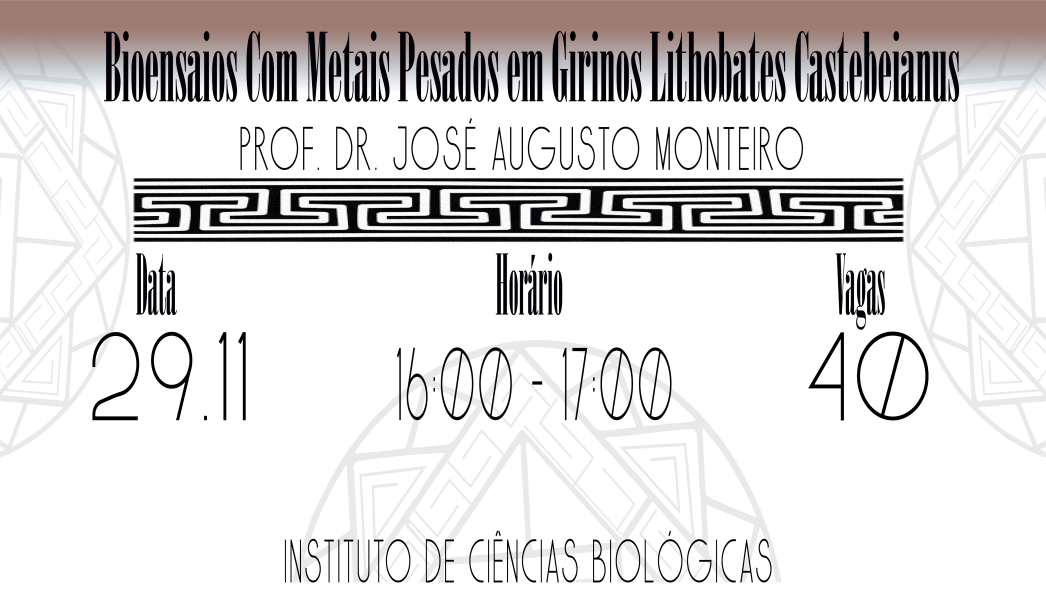 Bioensaios Com Metais Pesados em Girinos Lithobates Castebeianus
PROF. DR. JOSÉ AUGUSTO MONTEIRO
Data Horário Vagas
29.11 16:00 - 17:00 40
INSTITUTO DE CIÊNCIAS BIOLÓGICAS